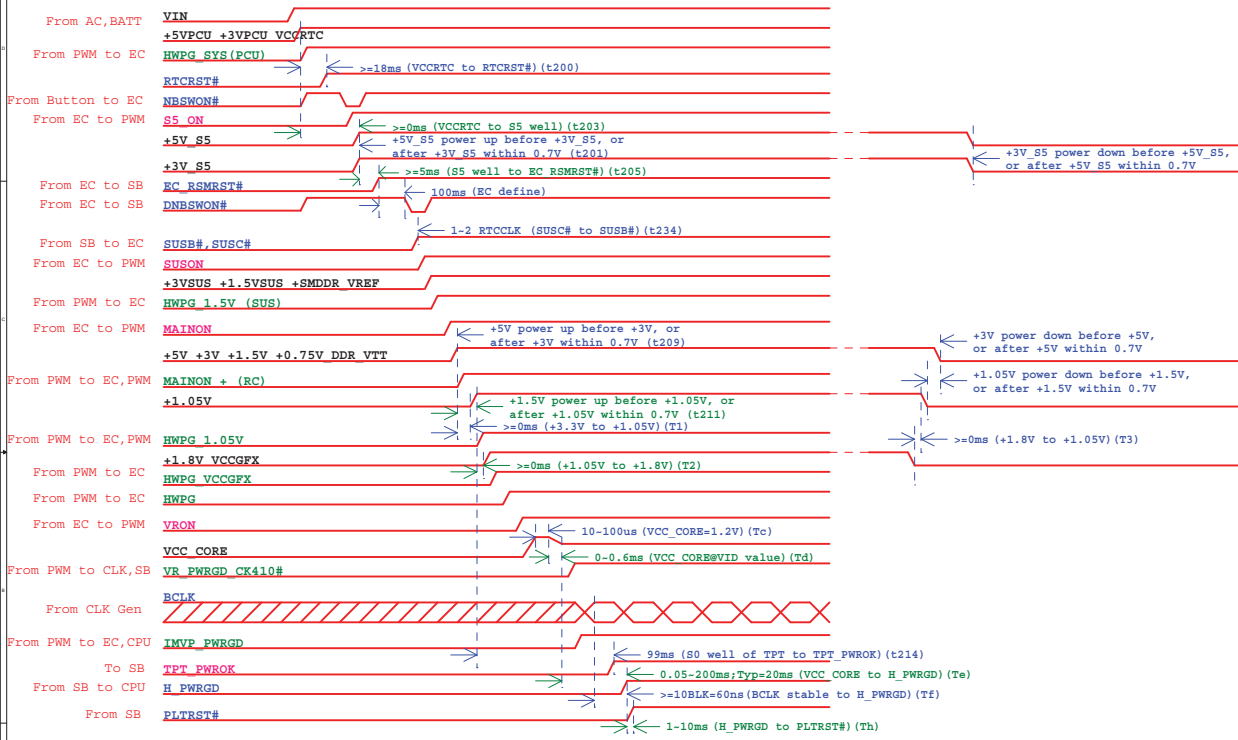 From AC,BATT VIN
+5VPCU +3VPCU VCCRTC
From PWM to EC HWPG_SYS(PCU)
>=18ms(VCCRTC to RTCRST#)(t200)
RTCRST#
From Button to EC NBSWON#
From EC to PWM S5_ON
>=0ms(VCCRTC to S5 well)(t203)
+5V_S5
+5V_S5 power up before +3V_S5, or
after +3V_S5 within 0.7V (t201)
+3V_S5 power down before +5V_S5,
or after +5V S5 within 0.7V
+3V_S5
>=5ms(S5 well to EC RSMRST#)(t205)
From EC to SB EC_RSMRST#
100ms(EC define)
From EC to SB DNBSWON#
1~2 RTCCLK (SUSC# to SUSB#)(t234)
From SB to EC SUSB#,SUSC#
From EC to PWM SUSON
+3VSUS +1.5VSUS +SMDDR_VREF
From PWM to EC HWPG_1.5V (SUS)
From EC to PWM MAINON
+5V power up before +3V, or
after +3V within 0.7V (t209)
+3V power down before +5V,
or after +5V within 0.7V
+5V +3V +1.5V +0.75V_DDR_VTT
From PWM to EC,PWM MAINON + (RC)
+1.05V power down before +1.5V,
or after +1.5V within 0.7V
+1.05V
+1.5V power up before +1.05V, or
after +1.05V within 0.7V (t211)
>=0ms(+3.3V to +1.05V)(T1)
From PWM to EC,PWM HWPG_1.05V
>=0ms(+1.8V to +1.05V)(T3)
+1.8V VCCGFX
>=0ms(+1.05V to +1.8V)(T2)
From PWM to EC HWPG_VCCGFX
From PWM to EC HWPG
From EC to PWM VRON
10~100us(VCC_CORE=1.2V)(Tc)
VCC_CORE
0~0.6ms(VCC CORE@VID value)(Td)
From PWM to CLK,SB VR_PWRGD_CK410#
BCLK
From CLK Gen
From PWM to EC,CPU IMVP_PWRGD
99ms(S0 well of TPT to TPT_PWROK)(t214)
To SB TPT_PWROK
0.05~200ms;Typ=20ms(VCC_CORE to H_PWRGD)(Te)
From SB to CPU H_PWRGD
>=10BLK=60ns(BCLK stable to H_PWRGD)(Tf)
From SB PLTRST#
1~10ms(H_PWRGD to PLTRST#)(Th)